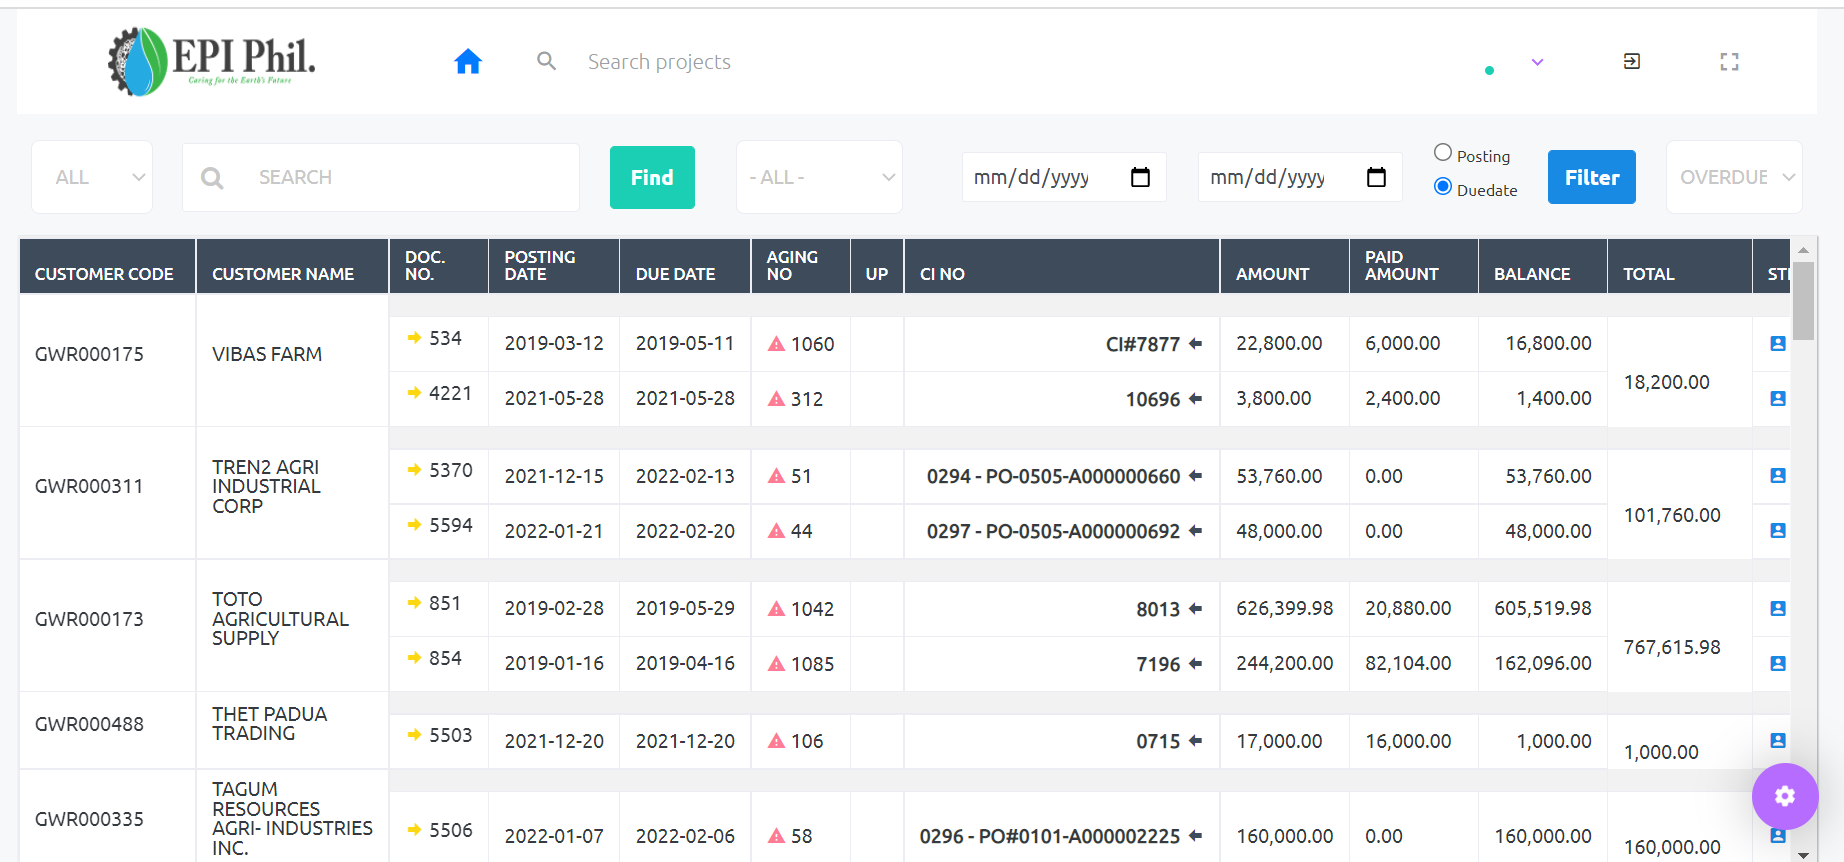 EPI Phil.
Caring for the Earth's Future
Search projects
ALL
SEARCH
Find
- ALL -
mm/dd/yyyy
mm/dd/yyyy
Posting
Duedate
Filter
OVERDUE
CUSTOMER CODE CUSTOMER NAME DOC. NO. POSTING DATE DUE DATE AGING NO UP CI NO AMOUNT PAID AMOUNT BALANCE TOTAL
GWR000175 VIBAS FARM 534 2019-03-12 2019-05-11 1060 CI#7877 22,800.00 6,000.00 16,800.00
18,200.00
4221 2021-05-28 2021-05-28 312 10696 3,800.00 2,400.00 1,400.00
GWR000311
TREN2 AGRI
INDUSTRIAL
CORP
5370 2021-12-15 2022-02-13 51 0294 - PO-0505-A000000660 53,760.00 0.00 53,760.00
101,760.00
5594 2022-01-21 2022-02-20 44 0297 - PO-0505-A000000692 48,000.00 0.00 48,000.00
GWR000173
TOTO
AGRICULTURAL
SUPPLY
851 2019-02-28 2019-05-29 1042 8013 626,399.98 20,880.00 605,519.98
767,615.98
854 2019-01-16 2019-04-16 1085 7196 244,200.00 82,104.00 162,096.00
GWR000488
THET PADUA
TRADING
5503 2021-12-20 2021-12-20 106 0715 17,000.00 16,000.00 1,000.00
1,000.00
GWR000335
TAGUM
RESOURCES
AGRI- INDUSTRIES
INC.
5506 2022-01-07 2022-02-06 58 0296 - PO#0101-A000002225 160,000.00 0.00 160,000.00
160,000.00